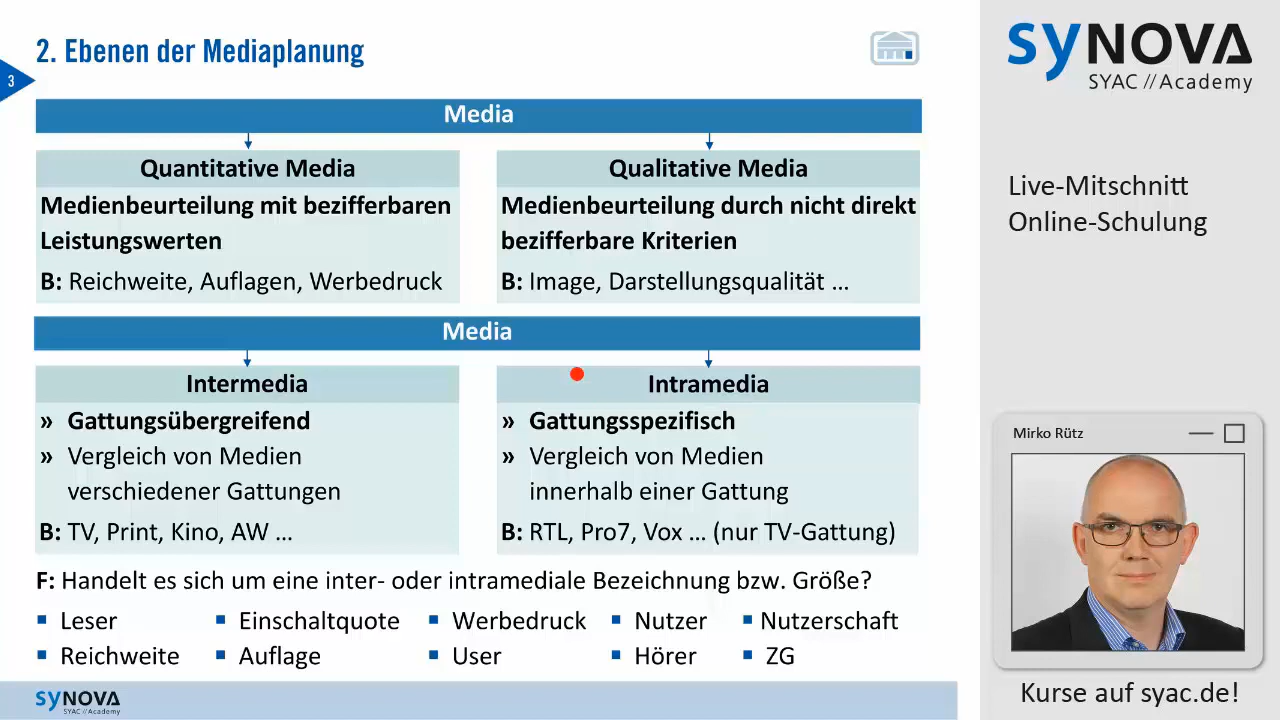 2. Ebenen der Mediaplanung
3
Media
Quantitative Media
Medienbeurteilung mit bezifferbaren
Leistungswerten
B: Reichweite, Auflagen, Werbedruck
Qualitative Media
Medienbeurteilung durch nicht direkt
bezifferbare Kriterien
B: Image, Darstellungsqualität ...
Media
Intermedia
» Gattungsübergreifend
» Vergleich von Medien
verschiedener Gattungen
B: TV, Print, Kino, AW ...
Intramedia
» Gattungsspezifisch
» Vergleich von Medien
innerhalb einer Gattung
B: RTL, Pro7, Vox ... (nur TV-Gattung)
F: Handelt es sich um eine inter- oder intramediale Bezeichnung bzw. Größe?
▪ Leser ▪ Einschaltquote ▪ Werbedruck ▪ Nutzer ▪ Nutzerschaft
▪ Reichweite ▪ Auflage ▪ User ▪ Hörer ▪ ZG
syNOVA
SYAC // Academy
syNOVA
SYAC // Academy
Live-Mitschnitt
Online-Schulung
Mirko Rütz
Kurse auf syac.de!